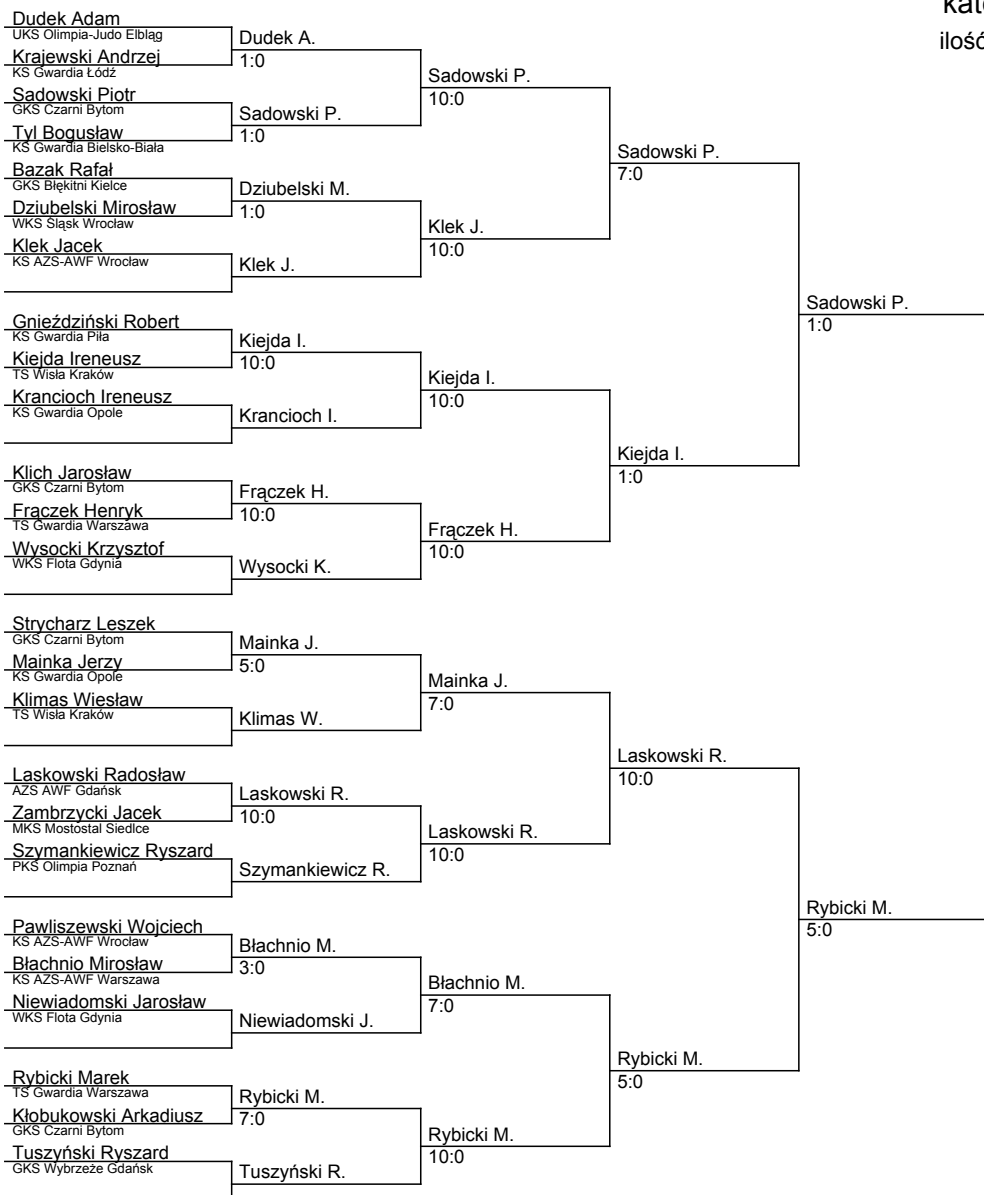 kat
ilość
Dudek Adam
UKS Olimpia-Judo Elbląg
Krajewski Andrzej
KS Gwardia Łódź
Sadowski Piotr
GKS Czarni Bytom
Tyl Bogusław
KS Gwardia Bielsko-Biała
Bazak Rafał
GKS Błękitni Kielce
Dziubelski Mirosław
WKS Śląsk Wrocław
Klek Jacek
KS AZS-AWF Wrocław
Gnieździński Robert
KS Gwardia Piła
Kiejda Ireneusz
TS Wisła Kraków
Krancioch Ireneusz
KS Gwardia Opole
Klich Jarosław
GKS Czarni Bytom
Frączek Henryk
TS Gwardia Warszawa
Wysocki Krzysztof
WKS Flota Gdynia
Strycharz Leszek
GKS Czarni Bytom
Mainka Jerzy
KS Gwardia Opole
Klimas Wiesław
TS Wisła Kraków
Laskowski Radosław
AZS AWF Gdańsk
Zambrzycki Jacek
MKS Mostostal Siedlce
Szymankiewicz Ryszard
PKS Olimpia Poznań
Pawliszewski Wojciech
KS AZS-AWF Wrocław
Błachnio Mirosław
KS AZS-AWF Warszawa
Niewiadomski Jarosław
WKS Flota Gdynia
Rybicki Marek
TS Gwardia Warszawa
Kłobukowski Arkadiusz
GKS Czarni Bytom
Tuszyński Ryszard
GKS Wybrzeże Gdańsk
Dudek A.
1:0
Sadowski P.
1:0
Dziubelski M.
1:0
Klek J.
Kiejda I.
10:0
Krancioch I.
Frączek H.
10:0
Wysocki K.
Mainka J.
5:0
Klimas W.
Laskowski R.
10:0
Szymankiewicz R.
Błachnio M.
3:0
Niewiadomski J.
Rybicki M.
7:0
Tuszyński R.
Sadowski P.
10:0
Klek J.
10:0
Kiejda I.
10:0
Frączek H.
10:0
Mainka J.
7:0
Laskowski R.
10:0
Błachnio M.
7:0
Rybicki M.
10:0
Sadowski P.
7:0
Kiejda I.
1:0
Laskowski R.
10:0
Rybicki M.
5:0
Sadowski P.
1:0
Rybicki M.
5:0